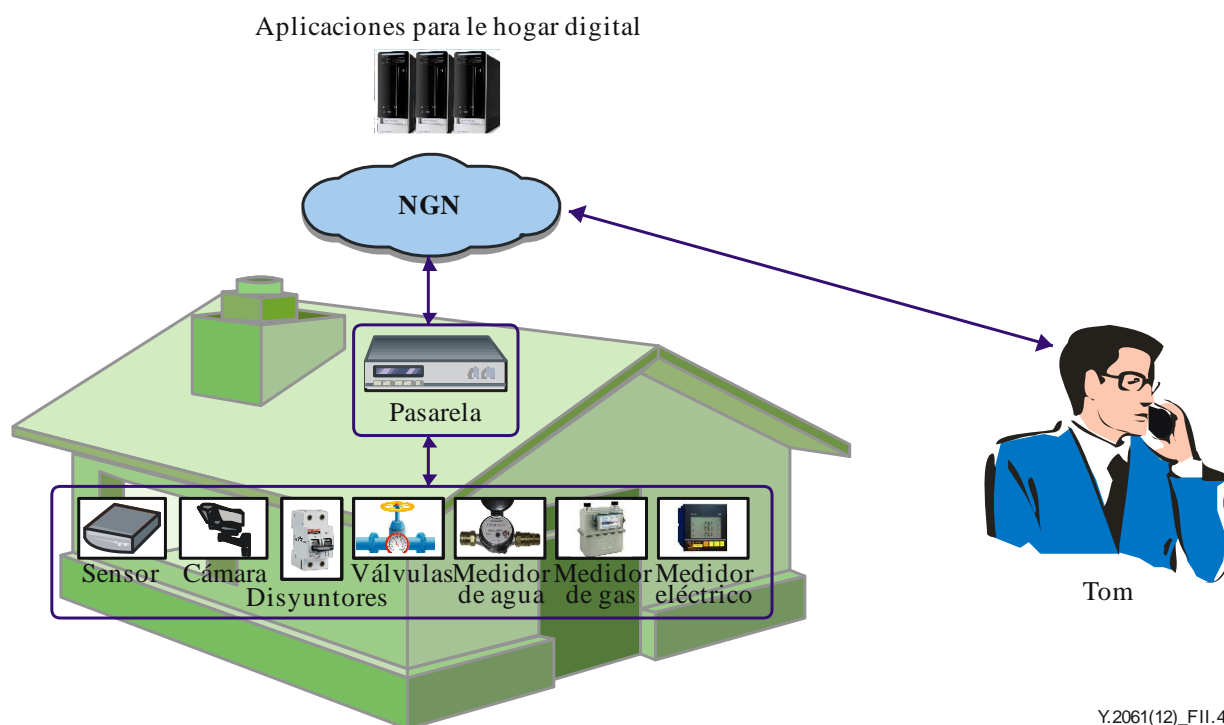 Aplicaciones para le hogar digital
NGN
Pasarela
Sensor
Cámara
Disyuntores
Válvulas
Medidor
de agua
Medidor
de gas
Medidor
eléctrico
Tom
Y.2061(12)_FII.4